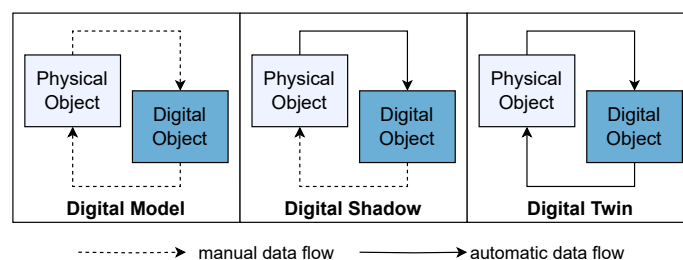 Physical
Object
Digital
Object
Digital Model
Physical
Object
Digital
Object
Digital Shadow
Physical
Object
Digital
Object
Digital Twin
manual data flow
automatic data flow